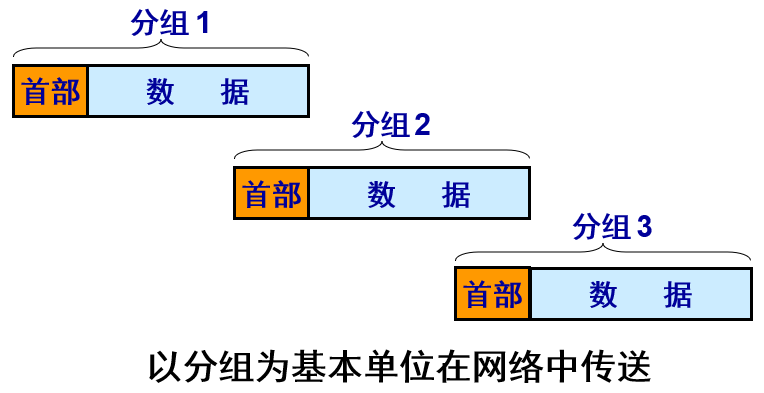 分组 1
首部 数 据
分组 2
首部 数 据
分组 3
首部 数 据
以分组为基本单位在网络中传送